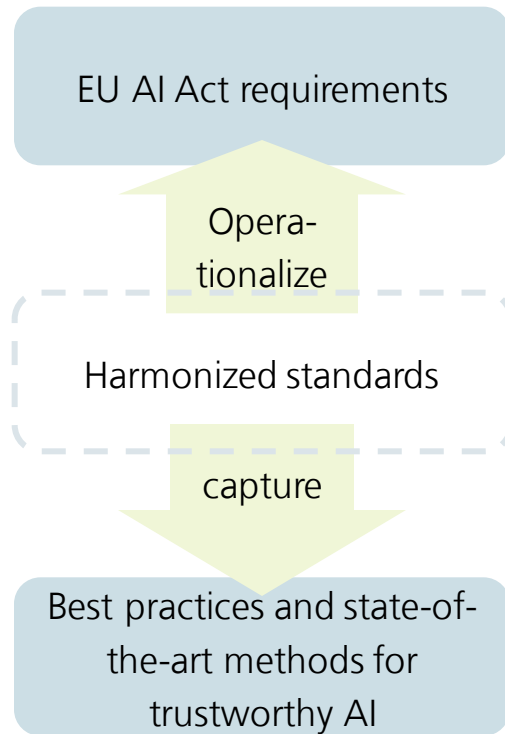 EU AI Act requirements
Opera-
tionalize
Harmonized standards
capture
Best practices and state-of-
the-art methods for
trustworthy AI